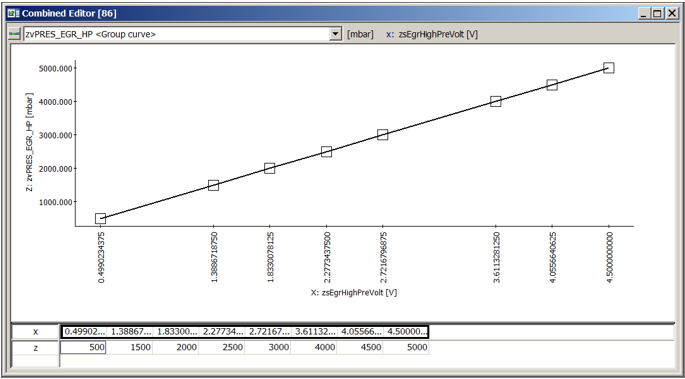 Combined Editor [86]
zvPRES_EGR_HP <Group curve> [mbar] x: zsEgrHighPreVolt [V]
Z: zvPRES_EGR_HP [mbar]
5000.000
4000.000
3000.000
2000.000
1000.000
0.4990234375 1.3886718750 1.8330078125 2.2773437500 2.7216796875 3.6113281250 4.0556640625 4.5000000000
X: zsEgrHighPreVolt [V]
X 0.49902... 1.38867... 1.83300... 2.27734... 2.72167... 3.61132... 4.05566... 4.50000...
Z 500 1500 2000 2500 3000 4000 4500 5000